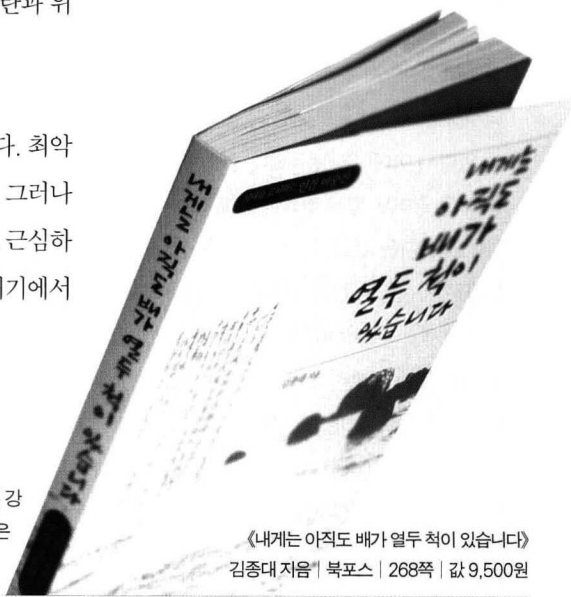 란과 위
다. 최악
그러나
근심하
기에서
강
은
내게는 아직도 배가 열두 척이 있습니다
내게는
아직도
배가
열두 척이
있습니다
《내게는 아직도 배가 열두 척이 있습니다》
김종대 지음 | 북포스 | 268쪽 | 값 9,500원